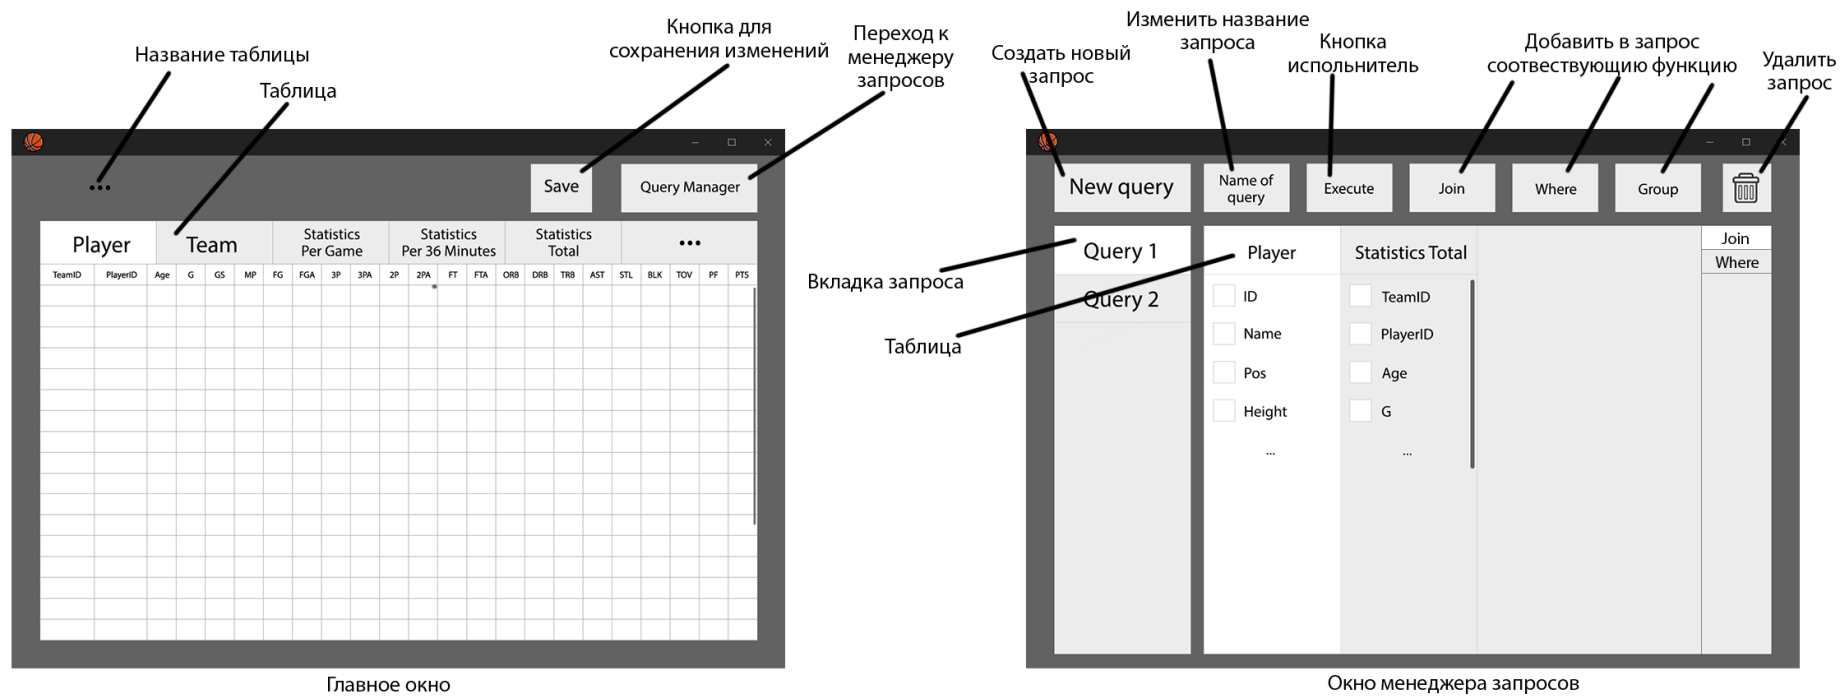 Название таблицы
Таблица
Кнопка для
сохранения изменений
Переход к
менеджеру
запросов
•••
Save
Query Manager
Player
Team
Statistics
Per Game
Statistics
Per 36 Minutes
Statistics
Total
•••
TeamID PlayerID Age G GS MP FG FGA 3P 3PA 2P 2PA FT FTA ORB DRB TRB AST STL BLK TOV PF PTS
Главное окно
Создать новый
запрос
Изменить название
запроса
Кнопка
испольнитель
Добавить в запрос
соотвествующию функцию
Удалить
запрос
New query
Name of
query
Execute
Join
Where
Group
Query 1
Query 2
Вкладка запроса
Таблица
Player
ID
Name
Pos
Height
...
Statistics Total
TeamID
PlayerID
Age
G
...
Join
Where
Окно менеджера запросов